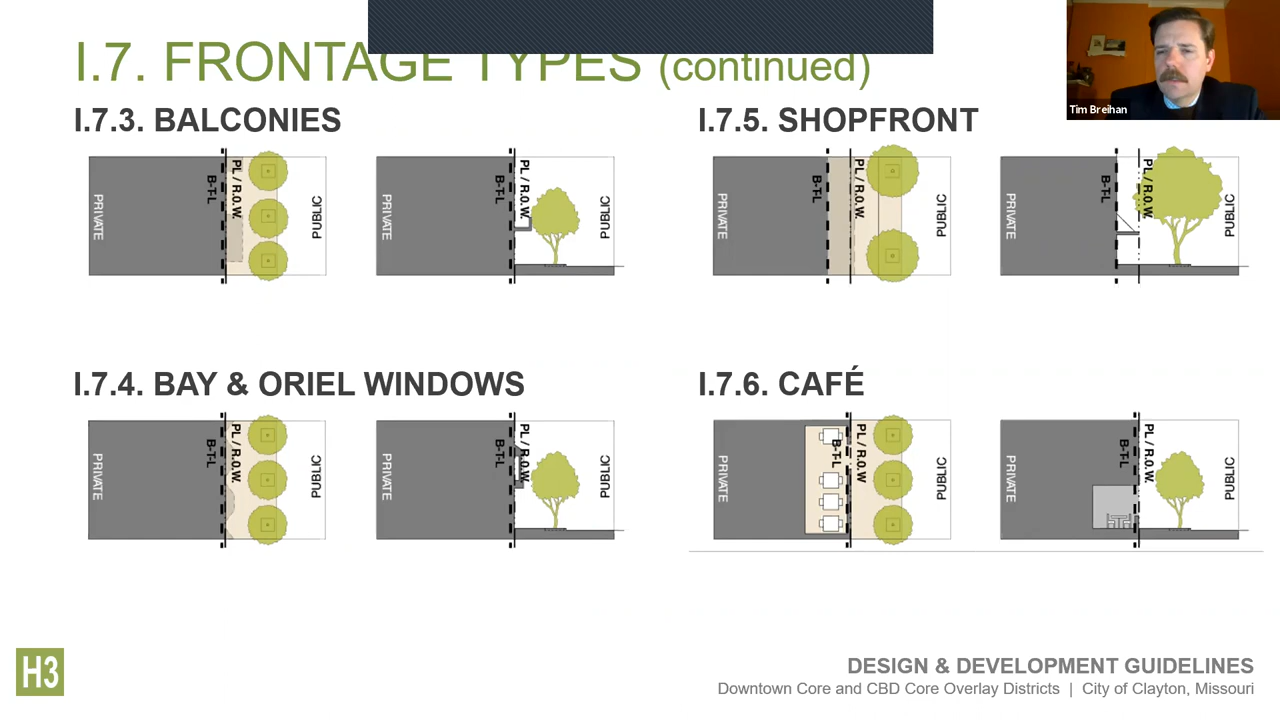 I.7. FRONTAGE TYPES (continued)
Tim Breihan
I.7.3. BALCONIES
PRIVATE
B-T-L
PL / R.O.W.
PUBLIC
PRIVATE
B-T-L
PL / R.O.W.
PUBLIC
I.7.5. SHOPFRONT
PRIVATE
B-T-L
PL / R.O.W.
PUBLIC
PRIVATE
B-T-L
PL / R.O.W.
PUBLIC
I.7.4. BAY & ORIEL WINDOWS
PRIVATE
B-T-L
PL / R.O.W.
PUBLIC
PRIVATE
B-T-L
PL / R.O.W.
PUBLIC
I.7.6. CAFÉ
PRIVATE
B-T-L
PL / R.O.W.
PUBLIC
PRIVATE
B-T-L
PL / R.O.W.
PUBLIC
H3
DESIGN & DEVELOPMENT GUIDELINES
Downtown Core and CBD Core Overlay Districts | City of Clayton, Missouri